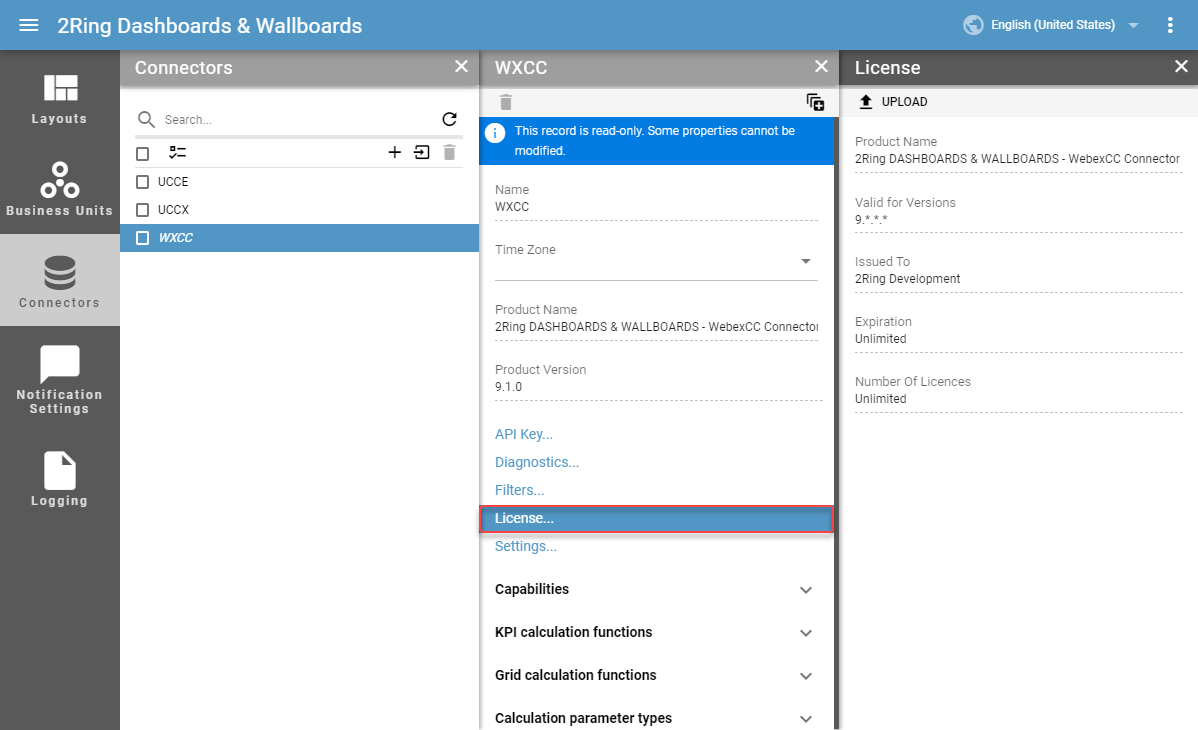 2Ring Dashboards & Wallboards
English (United States)
Layouts
Business Units
Connectors
Notification
Settings
Logging
Connectors
Search...
UCCE
UCCX
WXCC
WXCC
This record is read-only. Some properties cannot be
modified.
Name
WXCC
Time Zone
Product Name
2Ring DASHBOARDS & WALLBOARDS - WebexCC Connector
Product Version
9.1.0
API Key...
Diagnostics...
Filters...
License...
Settings...
Capabilities
KPI calculation functions
Grid calculation functions
Calculation parameter types
License
UPLOAD
Product Name
2Ring DASHBOARDS & WALLBOARDS - WebexCC Connector
Valid for Versions
9.*.*.*
Issued To
2Ring Development
Expiration
Unlimited
Number Of Licences
Unlimited